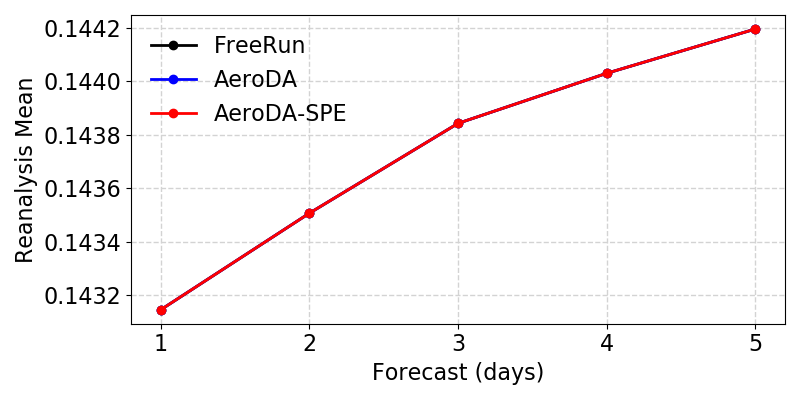 0.1442
0.1440
0.1438
0.1436
0.1434
0.1432
Reanalysis Mean
FreeRun
AeroDA
AeroDA-SPE
1 2 3 4 5
Forecast (days)